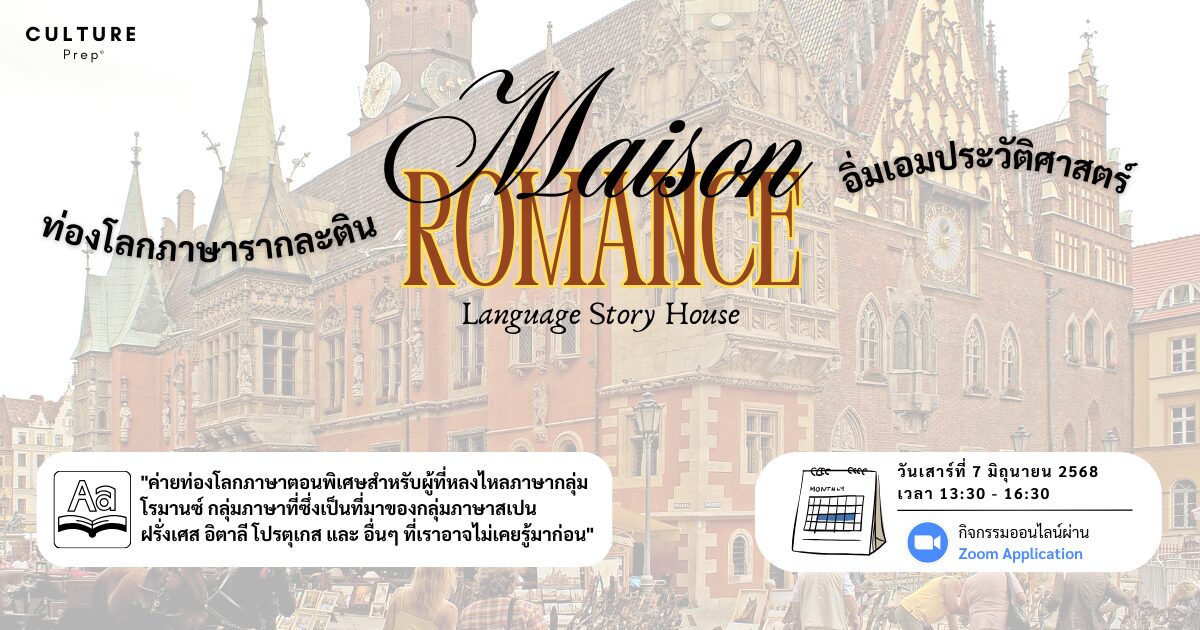 CULTURE
Prep®
Maison
ROMANCE
Language Story House
ท่องโลกภาษารากละติน
อิ่มเอมประวัติศาสตร์
Aa
"ค่ายท่องโลกภาษาตอนพิเศษสำหรับผู้ที่หลงใหลภาษากลุ่ม
โรมานซ์ กลุ่มภาษาที่ซึ่งเป็นที่มาของกลุ่มภาษาสเปน
ฝรั่งเศส อิตาลี โปรตุเกส และ อื่นๆ ที่เราอาจไม่เคยรู้มาก่อน"
MONTHLY
วันเสาร์ที่ 7 มิถุนายน 2568
เวลา 13:30 - 16:30
กิจกรรมออนไลน์ผ่าน
Zoom Application